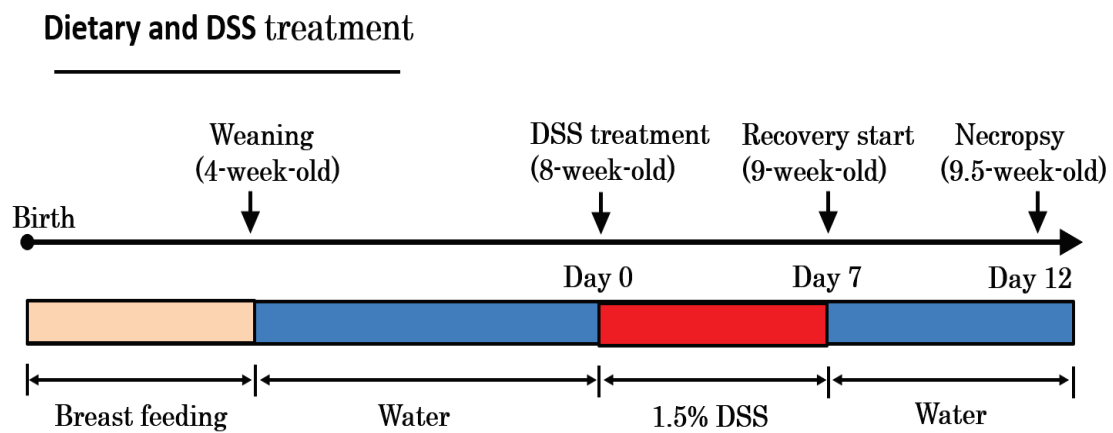 Dietary and DSS treatment
Weaning
(4-week-old)
DSS treatment
(8-week-old)
Recovery start
(9-week-old)
Necropsy
(9.5-week-old)
Birth
Day 0
Day 7
Day 12
Breast feeding
Water
1.5% DSS
Water